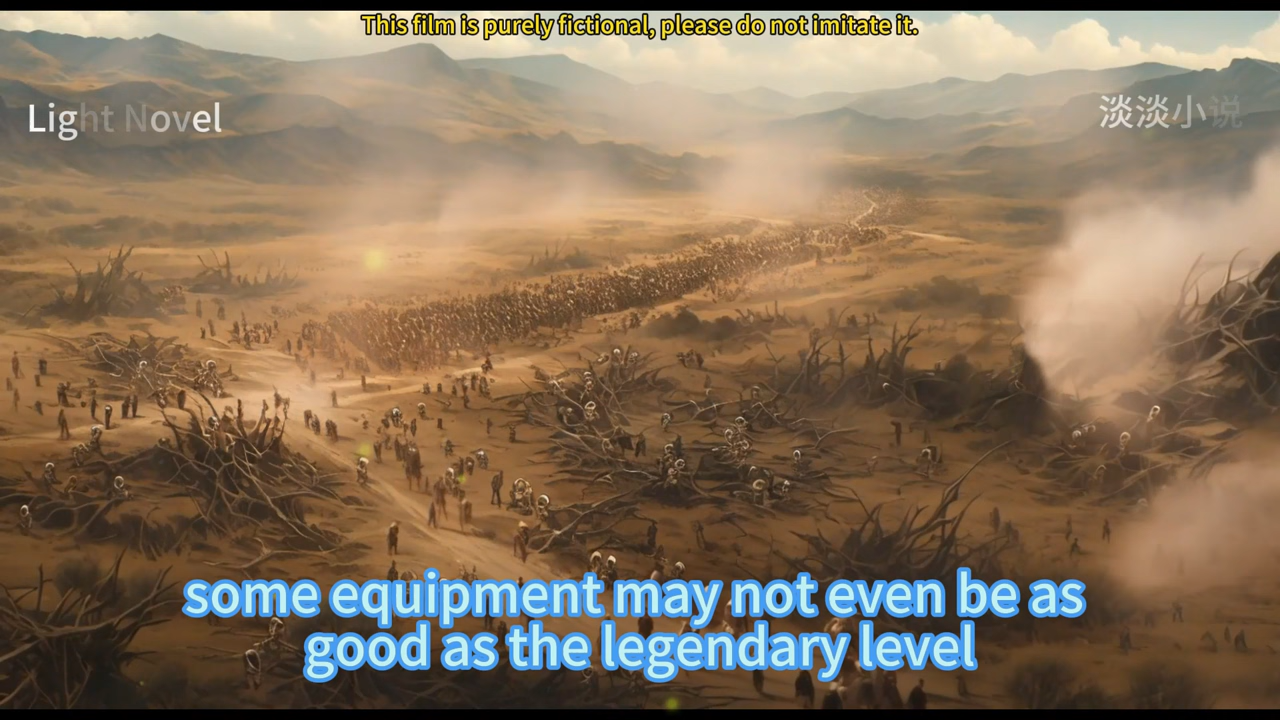 This film is purely fictional, please do not imitate it.
Light Novel
淡淡小说
some equipment may not even be as
good as the legendary level